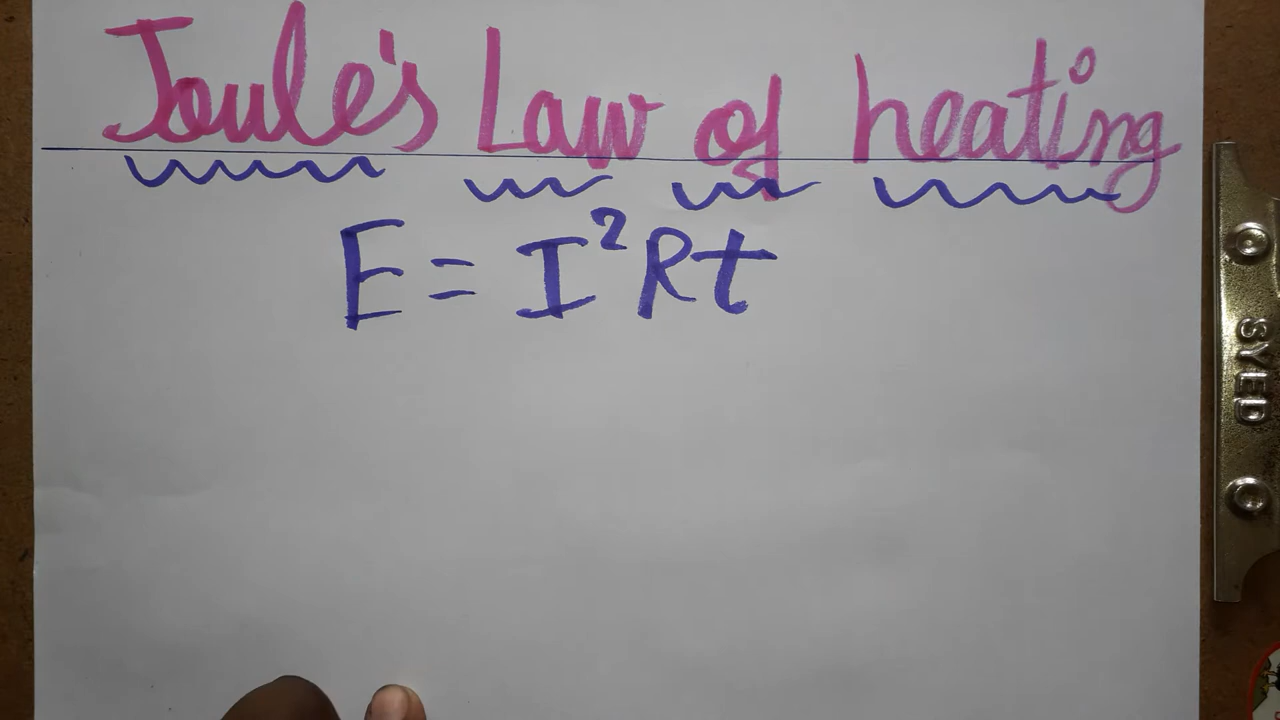 Joule's Law of heating
E = I²Rt
SYED